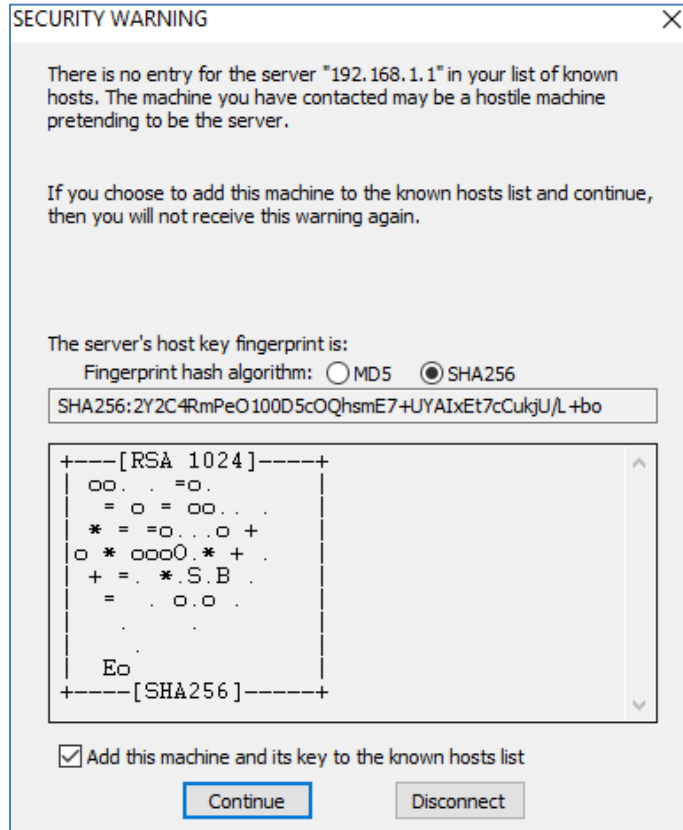 SECURITY WARNING
There is no entry for the server "192.168.1.1" in your list of known
hosts. The machine you have contacted may be a hostile machine
pretending to be the server.
If you choose to add this machine to the known hosts list and continue,
then you will not receive this warning again.
The server's host key fingerprint is:
Fingerprint hash algorithm: MD5 SHA256
SHA256:2Y2C4RmPeO100D5cOQhsmE7+UYAIxEt7cCukjU/L+bo
+---[RSA 1024]----+
| oo. . =o.       |
|  = o = oo.. .   |
| * = =o...o +    |
|o * oooO.* + .   |
| + =. *.S.B .    |
|  =  . o.o .     |
|   .    .        |
|    .            |
|  Eo             |
+----[SHA256]-----+
Add this machine and its key to the known hosts list
Continue Disconnect